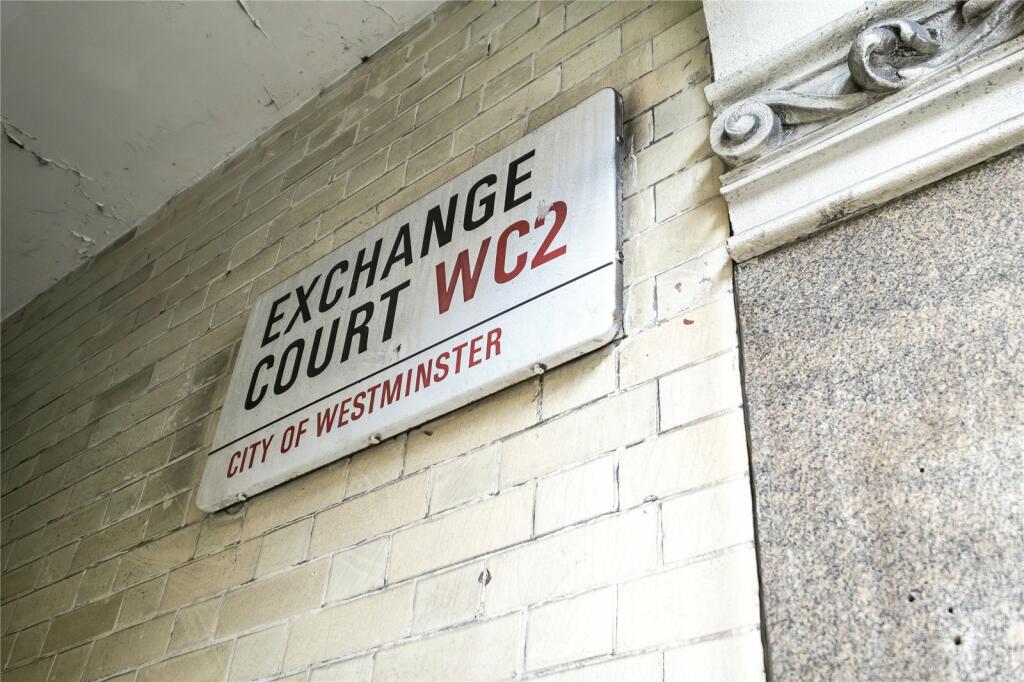 EXCHANGE
COURT WC2
CITY OF WESTMINSTER